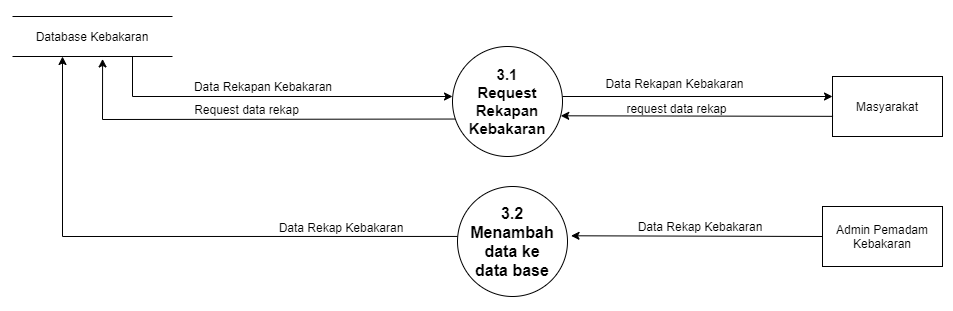 Database Kebakaran
Data Rekapan Kebakaran
Request data rekap
3.1
Request
Rekapan
Kebakaran
Data Rekapan Kebakaran
request data rekap
Masyarakat
Data Rekap Kebakaran
3.2
Menambah
data ke
data base
Data Rekap Kebakaran
Admin Pemadam
Kebakaran